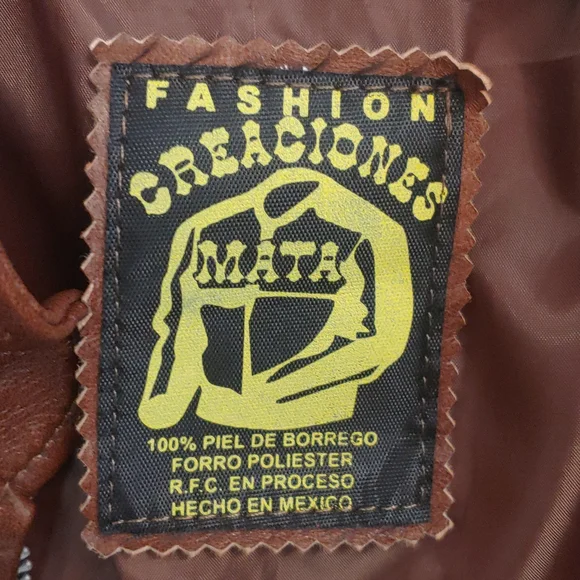 FASHION
CREACIONES
MATA
100% PIEL DE BORREGO
FORRO POLIESTER
R.F.C. EN PROCESO
HECHO EN MEXICO